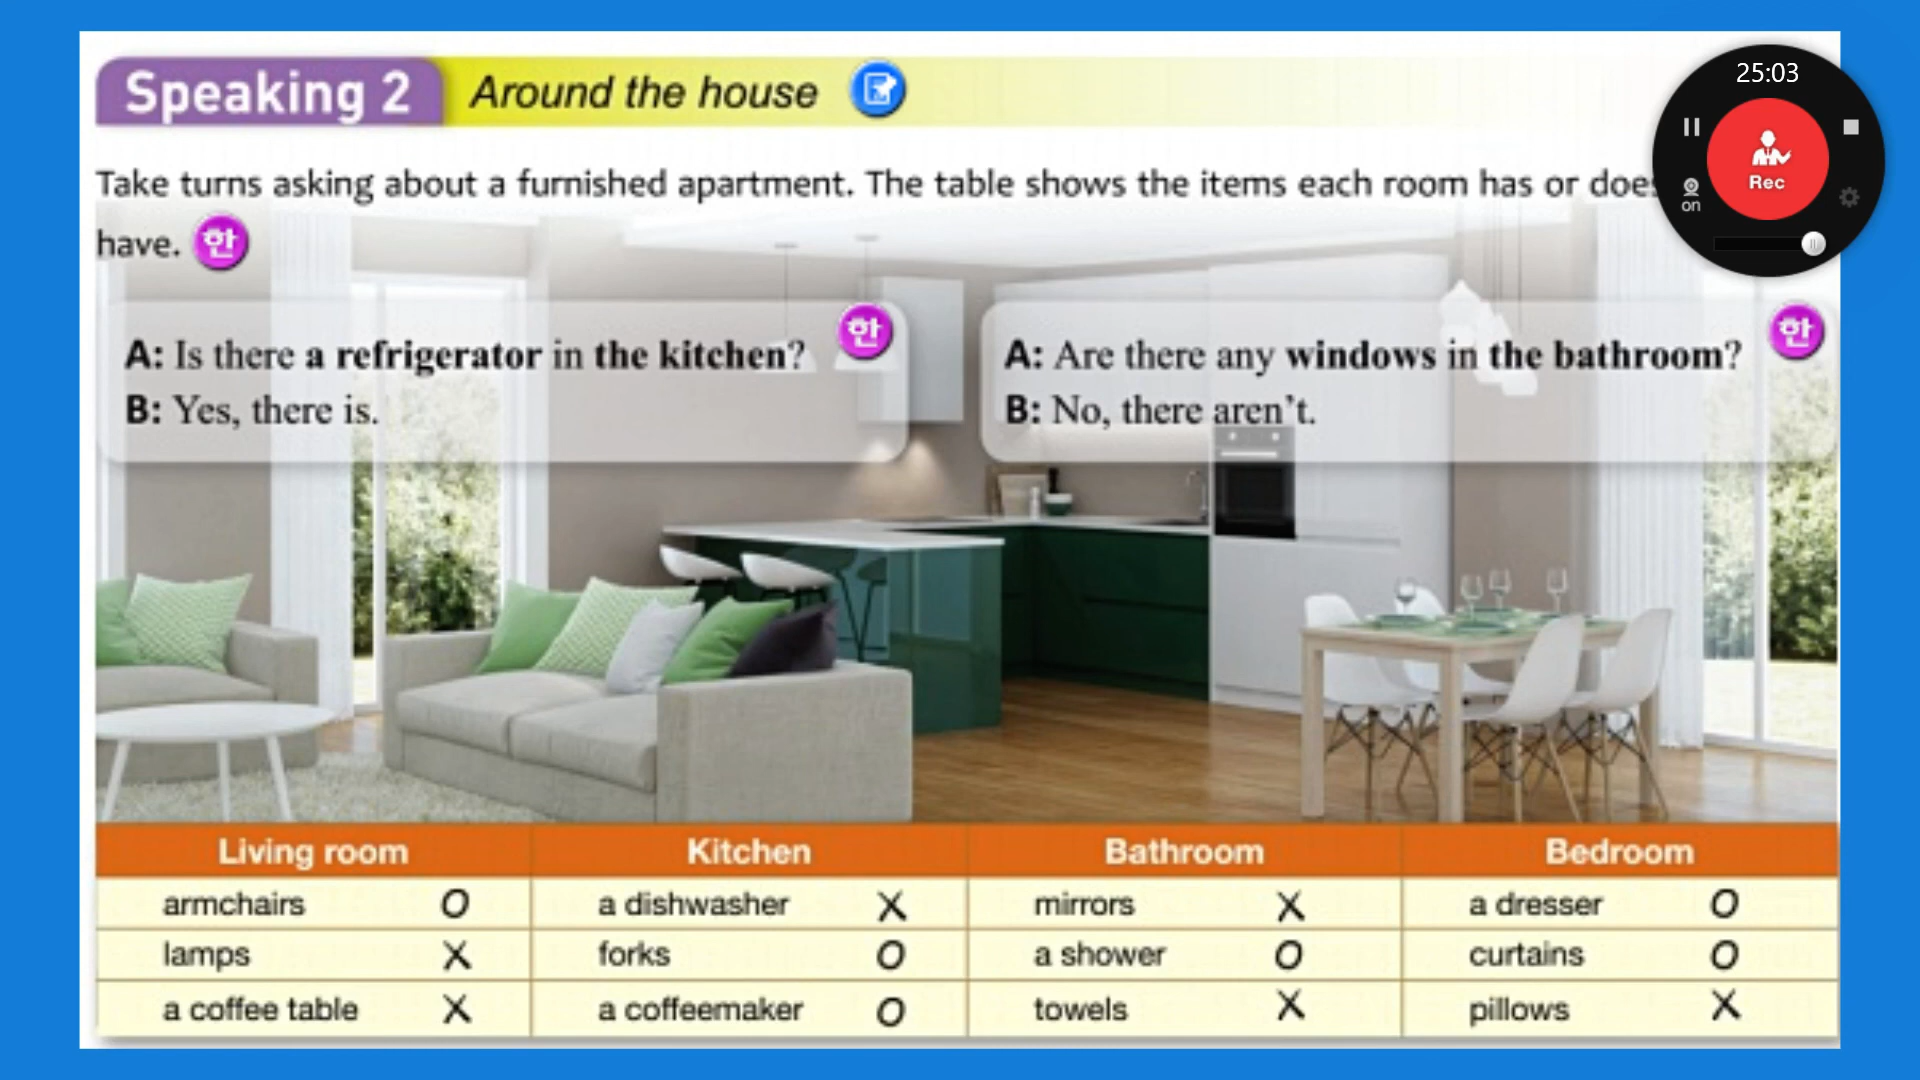 Speaking 2 Around the house
Take turns asking about a furnished apartment. The table shows the items each room has or
have. 한
A: Is there a refrigerator in the kitchen? 한
B: Yes, there is.
A: Are there any windows in the bathroom? 한
B: No, there aren't.
Living room Kitchen Bathroom Bedroom
armchairs O a dishwasher X mirrors X a dresser O
lamps X forks O a shower O curtains O
a coffee table X a coffeemaker O towels X pillows X
25:03
Rec
on